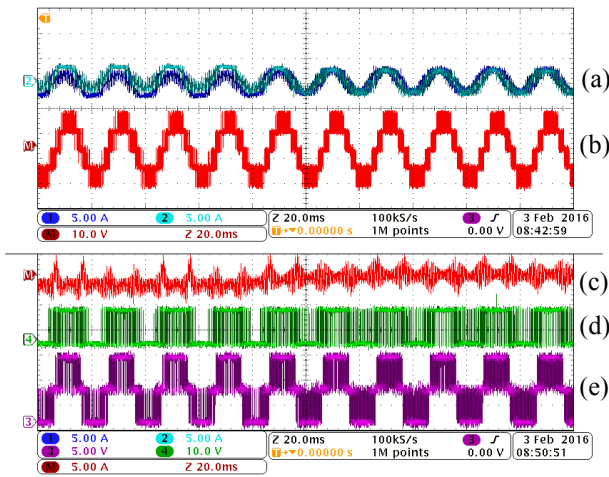 T
2
(a)
M
(b)
1 5.00 A 2 5.00 A Z 20.0ms 100kS/s 3 3 Feb 2016
M 10.0 V Z 20.0ms T→▼0.00000 s 1M points 0.00 V 08:42:59
M
(c)
4
(d)
(e)
3
1 5.00 A 2 5.00 A Z 20.0ms 100kS/s 3 3 Feb 2016
3 5.00 V 4 10.0 V T→▼0.00000 s 1M points 0.00 V 08:50:51
M 5.00 A Z 20.0ms